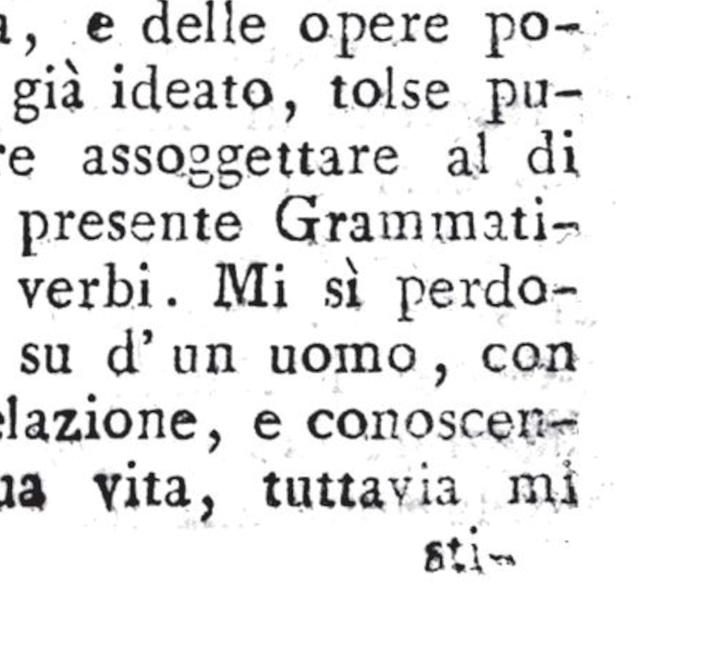 a, e delle opere po-
già ideato, tolse pu-
re assoggettare al di
presente Grammati-
verbi. Mi sì perdo-
su d' un uomo, con
elazione, e conoscen-
ua vita, tuttavia mi
sti-